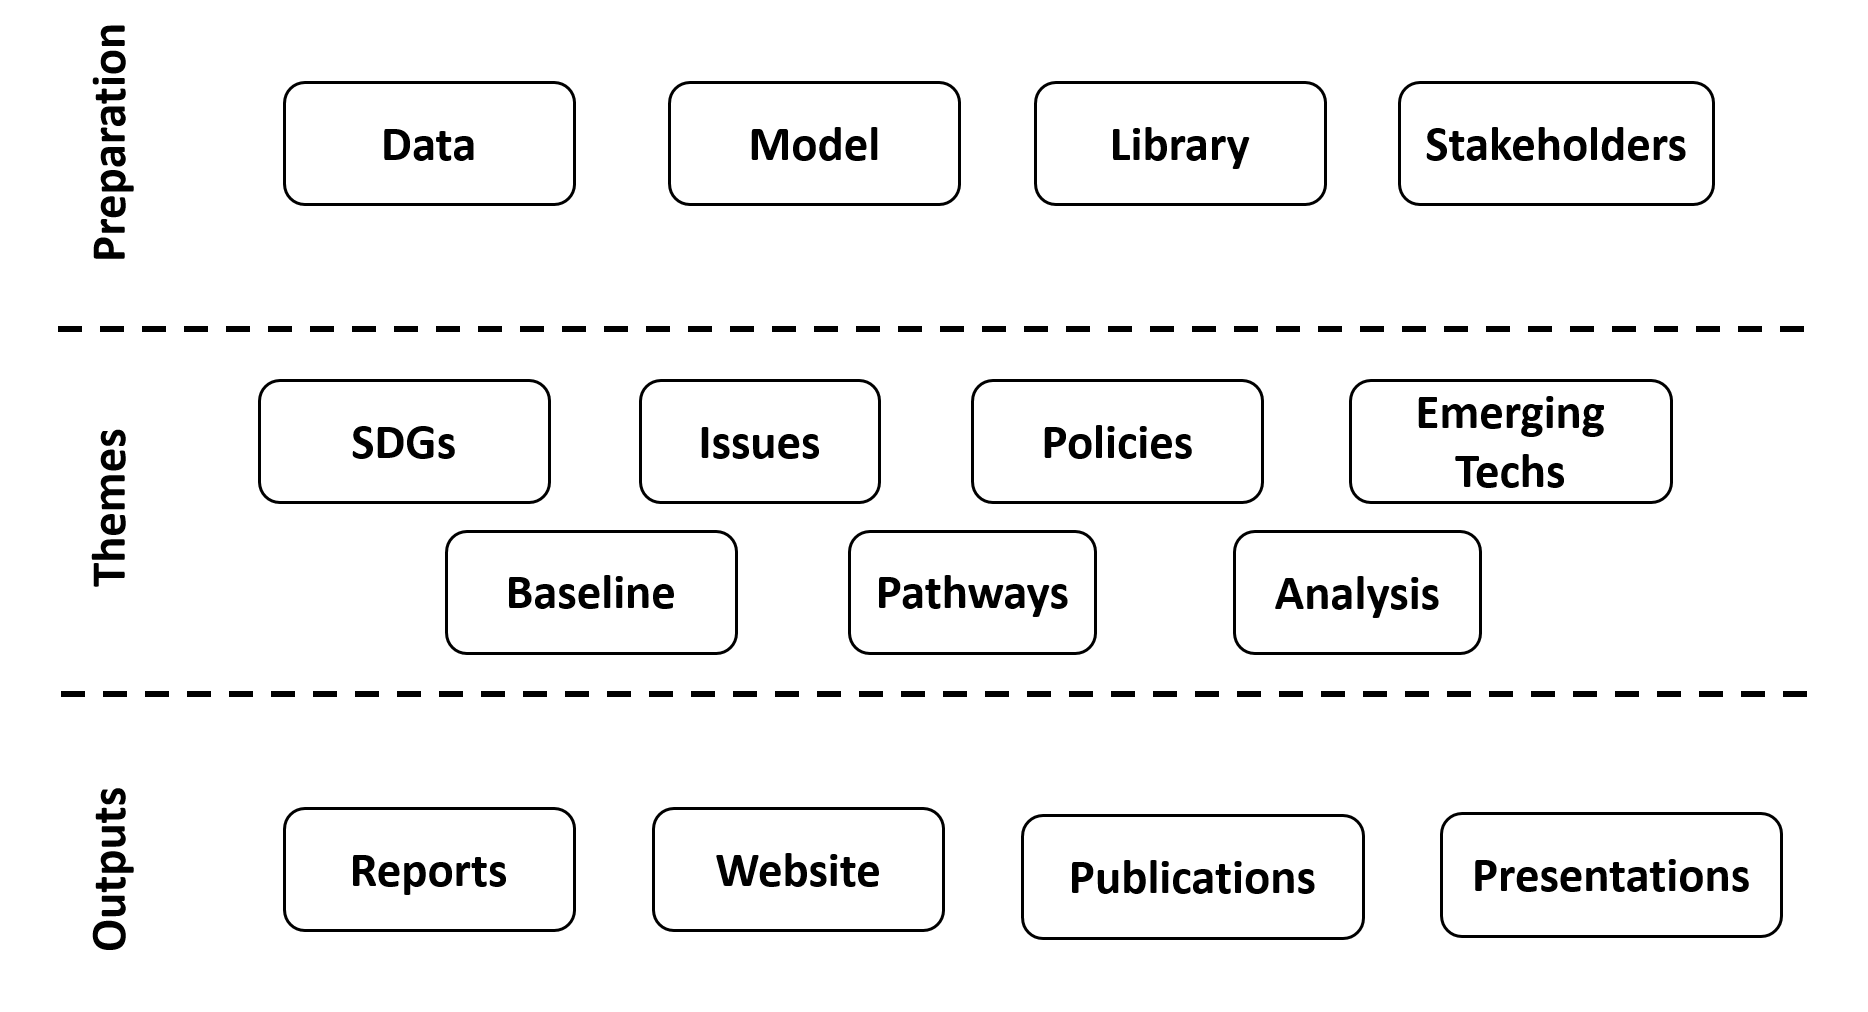 Preparation
Data
Model
Library
Stakeholders
Themes
SDGs
Issues
Policies
Emerging
Techs
Baseline
Pathways
Analysis
Outputs
Reports
Website
Publications
Presentations